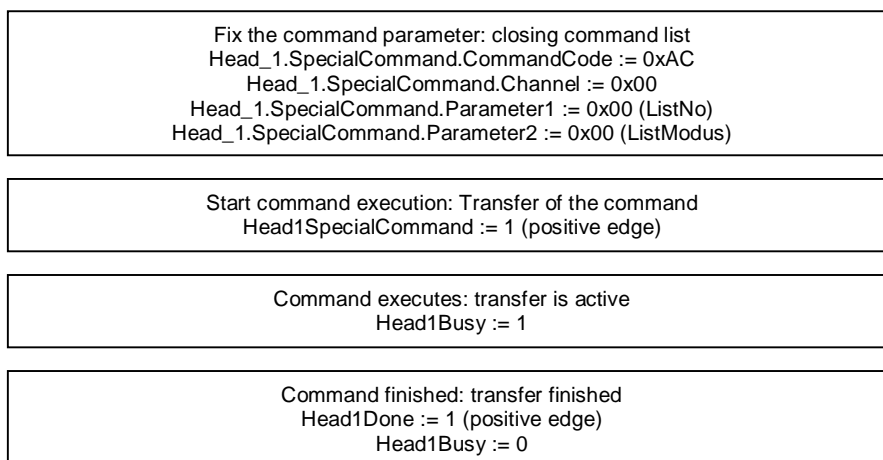 Fix the command parameter: closing command list
Head_1.SpecialCommand.CommandCode := 0xAC
Head_1.SpecialCommand.Channel := 0x00
Head_1.SpecialCommand.Parameter1 := 0x00 (ListNo)
Head_1.SpecialCommand.Parameter2 := 0x00 (ListModus)
Start command execution: Transfer of the command
Head1SpecialCommand := 1 (positive edge)
Command executes: transfer is active
Head1Busy := 1
Command finished: transfer finished
Head1Done := 1 (positive edge)
Head1Busy := 0